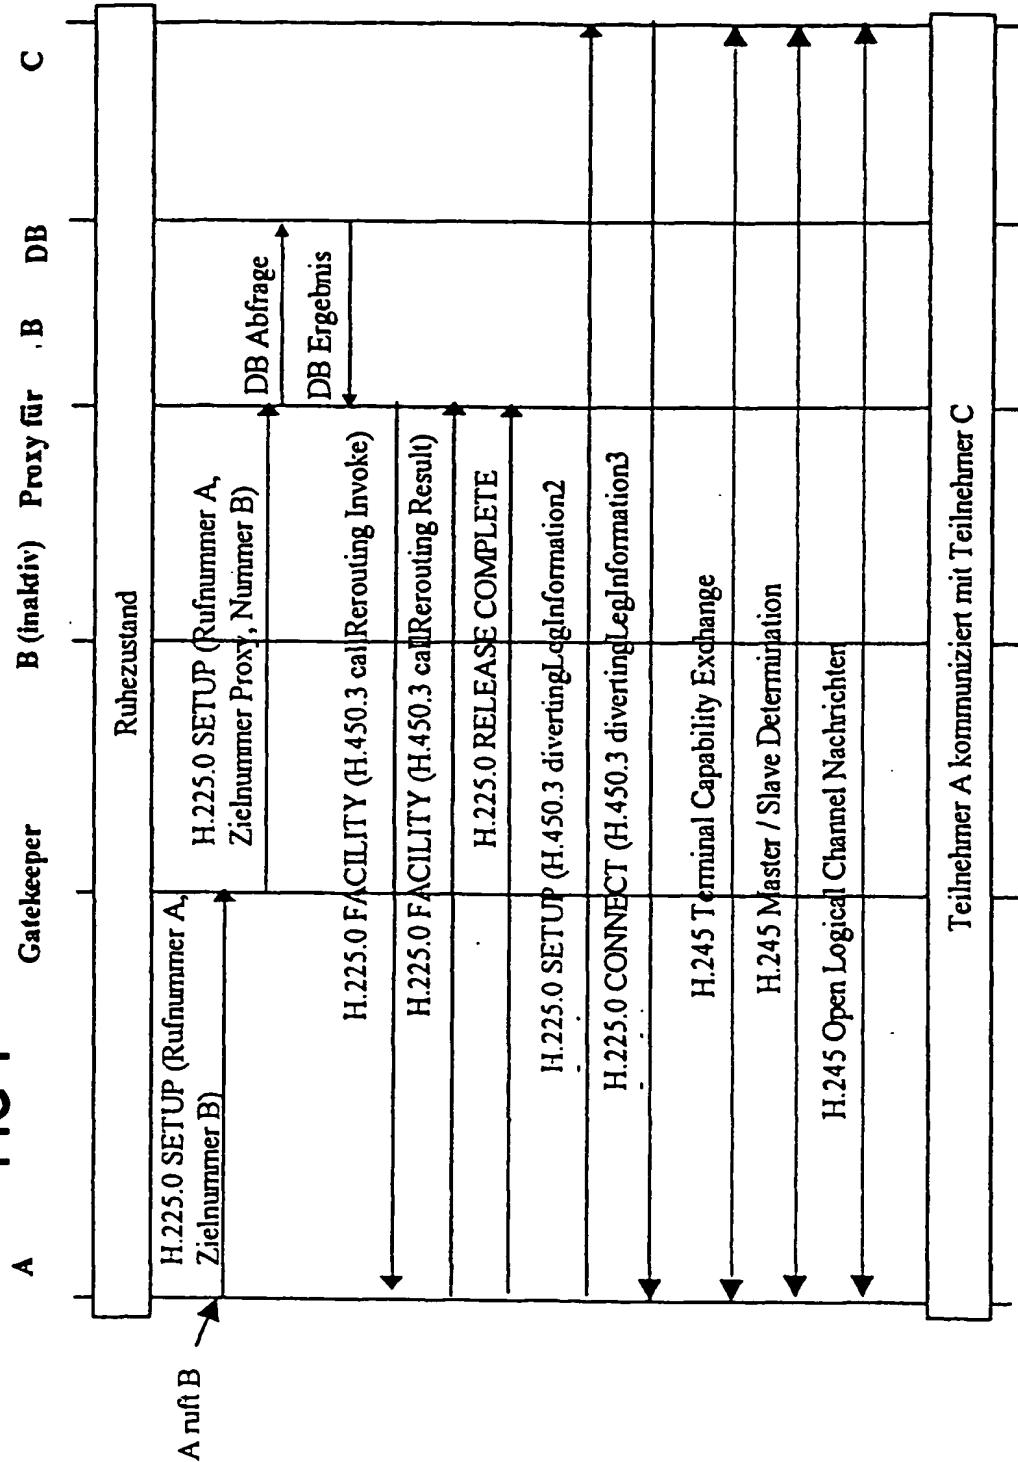 A Gatekeeper B (inaktiv) Proxy für B DB C
Ruhezustand
A ruft B
H.225.0 SETUP (Rufnummer A,
Zielnummer B)
H.225.0 SETUP (Rufnummer A,
Zielnummer Proxy, Nummer B)
DB Abfrage
DB Ergebnis
H.225.0 FACILITY (H.450.3 callRerouting Invoke)
H.225.0 FACILITY (H.450.3 callRerouting Result)
H.225.0 RELEASE COMPLETE
H.225.0 SETUP (H.450.3 divertingLegInformation2
H.225.0 CONNECT (H.450.3 divertingLegInformation3
H.245 Terminal Capability Exchange
H.245 Master / Slave Determination
H.245 Open Logical Channel Nachrichten
Teilnehmer A kommuniziert mit Teilnehmer C